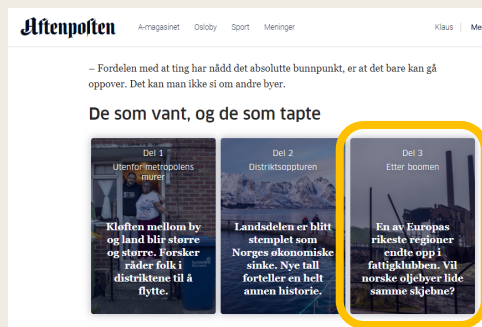 Aftenposten
A-magasinet Osloby Sport Meninger Klaus Me
– Fordelen med at ting har nådd det absolutte bunnpunkt, er at det bare kan gå
oppover. Det kan man ikke si om andre byer.
De som vant, og de som tapte
Del 1
Utenfor metropolens
murer
Kløften mellom by
og land blir større
og større. Forsker
råder folk i
distriktene til å
flytte.
Del 2
Distriktsoppturen
Landsdelen er blitt
stemplet som
Norges økonomiske
sinke. Nye tall
forteller en helt
annen historie.
Del 3
Etter boomen
En av Europas
rikeste regioner
endte opp i
fattigklubben. Vil
norske oljebyer lide
samme skjebne?